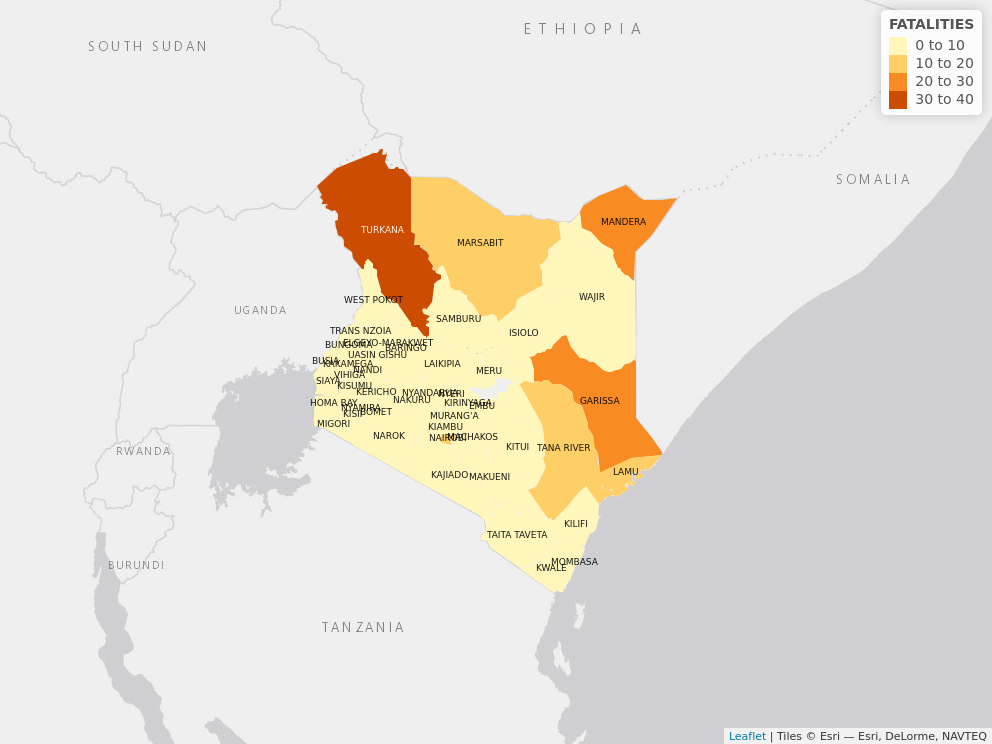 ETHIOPIA
SOUTH SUDAN
FATALITIES
0 to 10
10 to 20
20 to 30
30 to 40
SOMALIA
MANDERA
TURKANA
MARSABIT
WAJIR
WEST POKOT
UGANDA
SAMBURU
TRANS NZOIA
ISIOLO
ELGEYO-MARAKWET
BUNGOMA
BARINGO
UASIN GISHU
BUSIA
KAKAMEGA
LAIKIPIA
NANDI
MERU
VIHIGA
SIAYA
KISUMU
KERICHO
NYANDARUA
NYERI
NAKURU
GARISSA
HOMA BAY
KIRINYAGA
EMBU
NYAMIRA
KISII
BOMET
MURANG'A
MIGORI
KIAMBU
NAROK
NAIROBI
MACHAKOS
KITUI
TANA RIVER
RWANDA
LAMU
KAJIADO
MAKUENI
KILIFI
TAITA TAVETA
MOMBASA
KWALE
BURUNDI
TANZANIA
Leaflet | Tiles © Esri — Esri, DeLorme, NAVTEQ